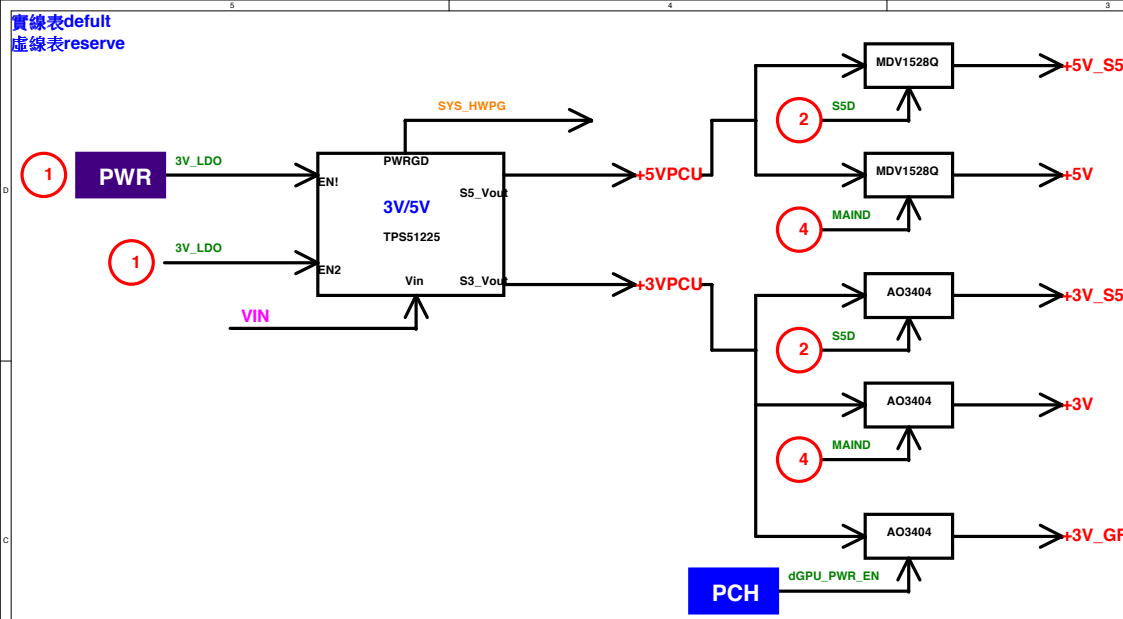 5
4
3
實線表defult
虛線表reserve
D
C
1
PWR
3V_LDO
1
3V_LDO
VIN
SYS_HWPG
PWRGD
EN!
3V/5V
S5_Vout
TPS51225
EN2
Vin
S3_Vout
+5VPCU
+3VPCU
MDV1528Q
+5V_S5
2
S5D
MDV1528Q
+5V
4
MAIND
AO3404
+3V_S5
2
S5D
AO3404
+3V
4
MAIND
AO3404
+3V_GF
PCH
dGPU_PWR_EN